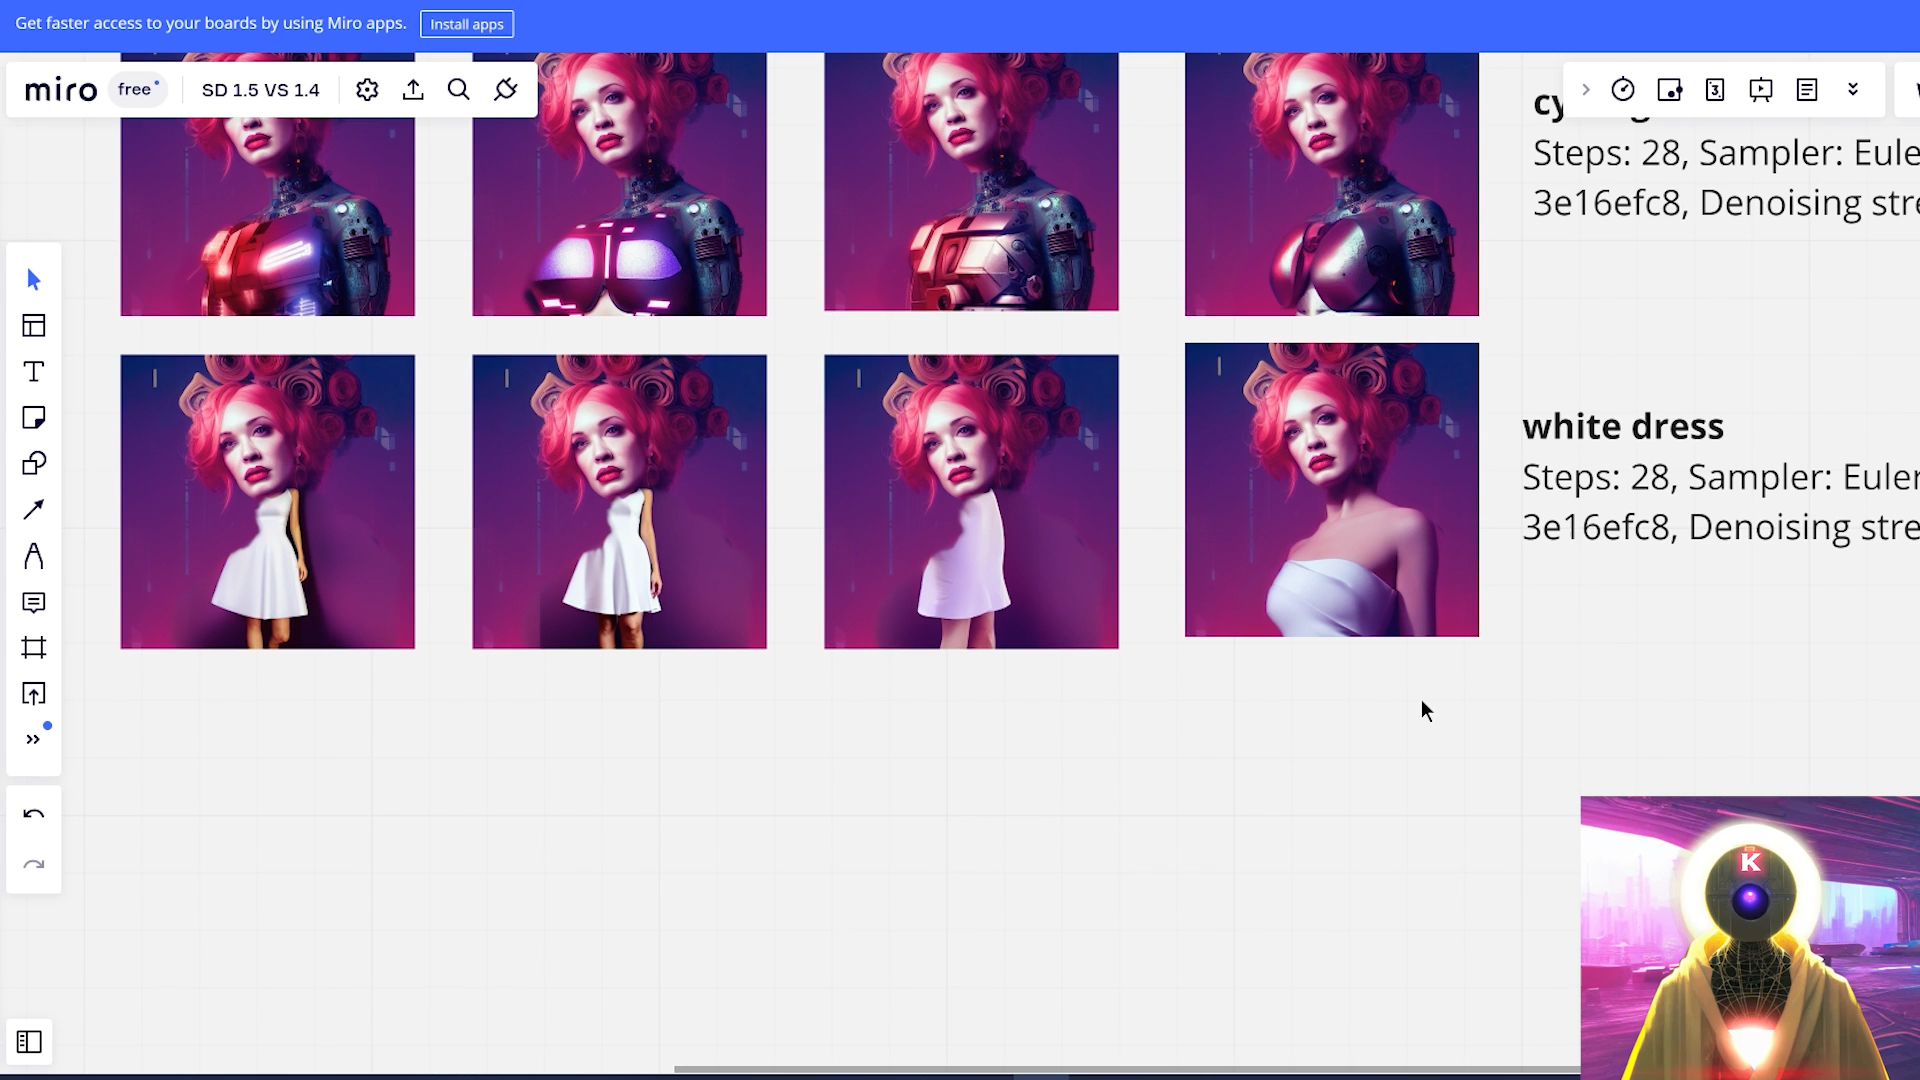 Get faster access to your boards by using Miro apps. Install apps
miro free SD 1.5 VS 1.4
3
Steps: 28, Sampler: Eule
3e16efc8, Denoising stre
white dress
Steps: 28, Sampler: Euler
3e16efc8, Denoising stre
K